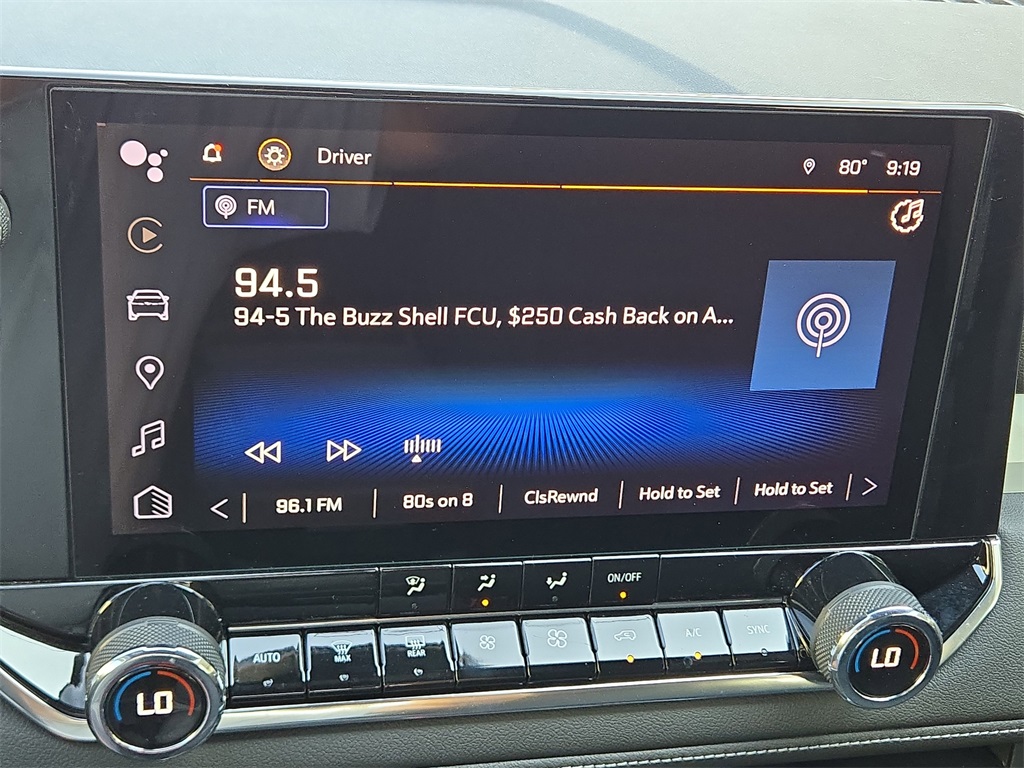 Driver
80° 9:19
FM
94.5
94-5 The Buzz Shell FCU, $250 Cash Back on A...
< 96.1 FM 80s on 8 ClsRewnd Hold to Set Hold to Set >
ON/OFF
AUTO MAX REAR A/C SYNC
LO LO